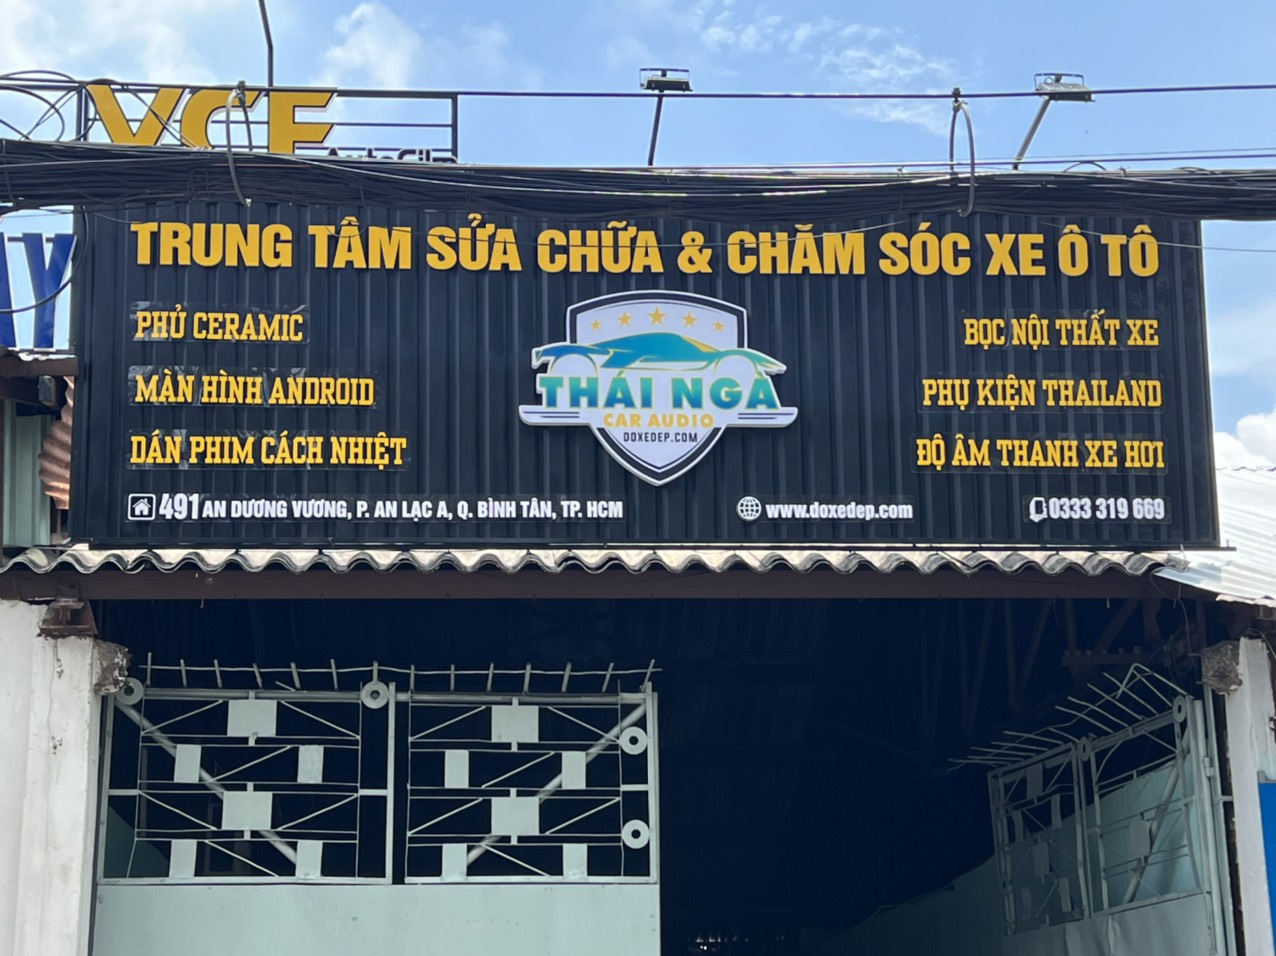 YCF
TRUNG TÂM SỬA CHỮA & CHĂM SÓC XE Ô TÔ
PHỦ CERAMIC
MÀN HÌNH ANDROID
DÁN PHIM CÁCH NHIỆT
THÁI NGA
CAR AUDIO
DOXEDEP.COM
BỌC NỘI THẤT XE
PHỤ KIỆN THAILAND
ĐỘ ÂM THANH XE HƠI
491 AN DƯƠNG VƯƠNG, P. AN LẠC A, Q. BÌNH TÂN, TP. HCM
www.doxedep.com
0333 319 669